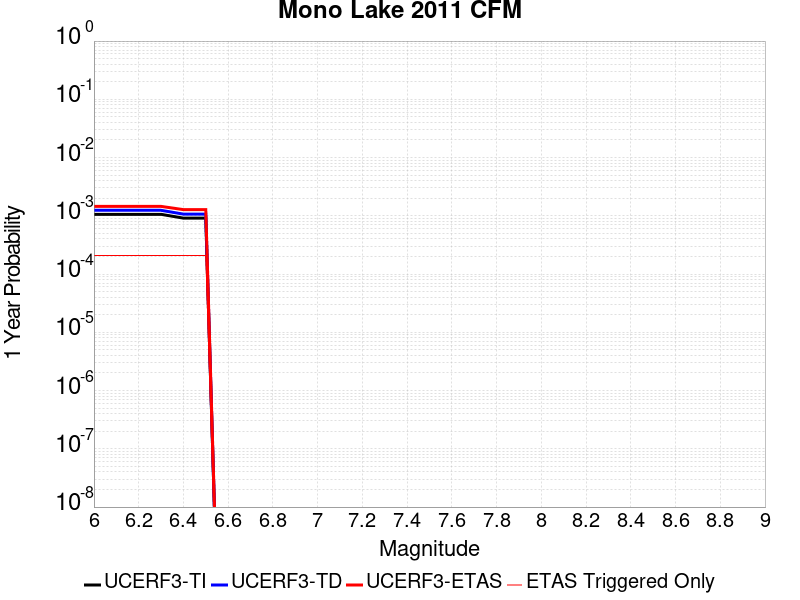 Mono Lake 2011 CFM
10^0
10^-1
10^-2
10^-3
10^-4
10^-5
10^-6
10^-7
10^-8
1 Year Probability
6 6.2 6.4 6.6 6.8 7 7.2 7.4 7.6 7.8 8 8.2 8.4 8.6 8.8 9
Magnitude
UCERF3-TI UCERF3-TD UCERF3-ETAS ETAS Triggered Only